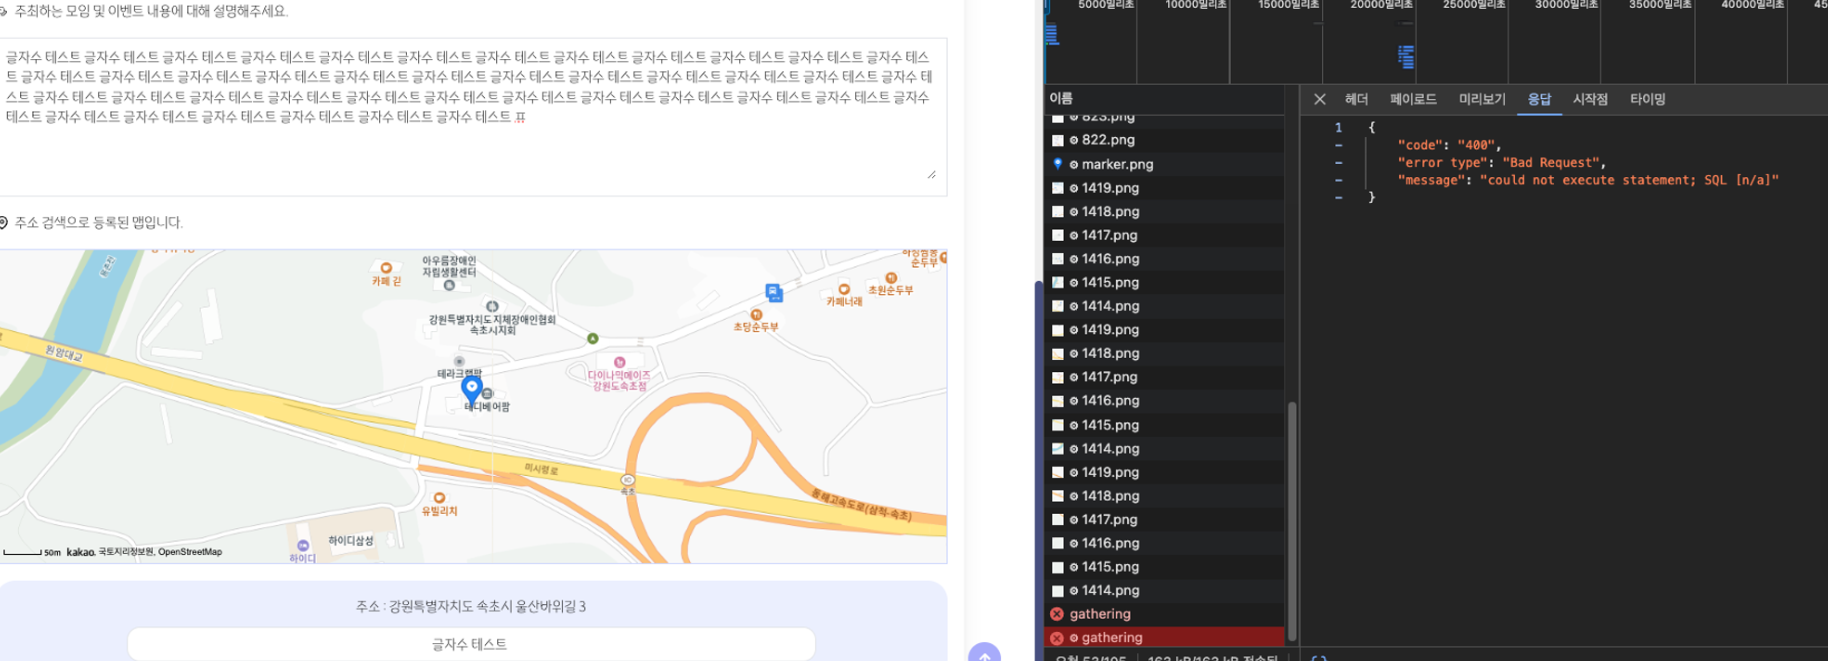 주최하는 모임 및 이벤트 내용에 대해 설명해주세요.
글자수 테스트 글자수 테스트 글자수 테스트 글자수 테스트 글자수 테스트 글자수 테스트 글자수 테스트 글자수 테스트 글자수 테스트 글자수 테스트 글자수 테스트 글자수 테스
트 글자수 테스트 글자수 테스트 글자수 테스트 글자수 테스트 글자수 테스트 글자수 테스트 글자수 테스트 글자수 테스트 글자수 테스트 글자수 테스트 글자수 테스트 글자수 테
스트 글자수 테스트 글자수 테스트 글자수 테스트 글자수 테스트 글자수 테스트 글자수 테스트 글자수 테스트 글자수 테스트 글자수 테스트 글자수 테스트 글자수 테스트 글자수
테스트 글자수 테스트 글자수 테스트 글자수 테스트 글자수 테스트 글자수 테스트 글자수 테스트 ㅍ
주소 검색으로 등록된 맵입니다.
아우름장애인
자립생활센터
카페 긷
순두부
초원순두부
카페너래
강원특별자치도지체장애인협회
속초시지회
초당순두부
원암대교
테라크랩팜
다이나믹메이즈
강원도속초점
테디베어팜
미시령로
속초
동해고속도로(삼척-속초)
유빌리치
하이디삼성
하이디
50m kakao. 국토지리정보원, OpenStreetMap
주소 : 강원특별자치도 속초시 울산바위길 3
글자수 테스트
5000밀리초 10000밀리초 15000밀리초 20000밀리초 25000밀리초 30000밀리초 35000밀리초 40000밀리초 45
이름
823.png
822.png
marker.png
1419.png
1418.png
1417.png
1416.png
1415.png
1414.png
1419.png
1418.png
1417.png
1416.png
1415.png
1414.png
1419.png
1418.png
1417.png
1416.png
1415.png
1414.png
gathering
gathering
헤더 페이로드 미리보기 응답 시작점 타이밍
1 {
"code": "400",
"error type": "Bad Request",
"message": "could not execute statement; SQL [n/a]"
}